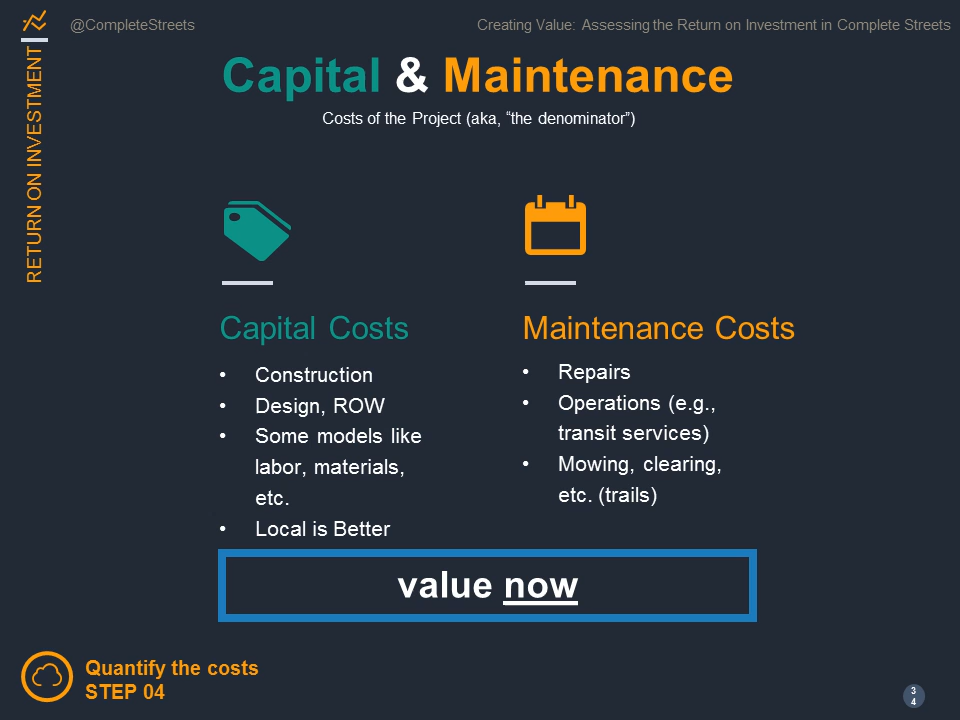 @CompleteStreets
Creating Value: Assessing the Return on Investment in Complete Streets
RETURN ON INVESTMENT
Capital & Maintenance
Costs of the Project (aka, “the denominator”)
Capital Costs
• Construction
• Design, ROW
• Some models like
labor, materials,
etc.
• Local is Better
Maintenance Costs
• Repairs
• Operations (e.g.,
transit services)
• Mowing, clearing,
etc. (trails)
value now
Quantify the costs
STEP 04
3
4